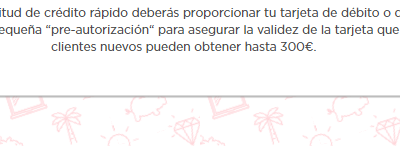 itud de crédito rápido deberás proporcionar tu tarjeta de débito o c
equeña “pre-autorización“ para asegurar la validez de la tarjeta que
clientes nuevos pueden obtener hasta 300€.